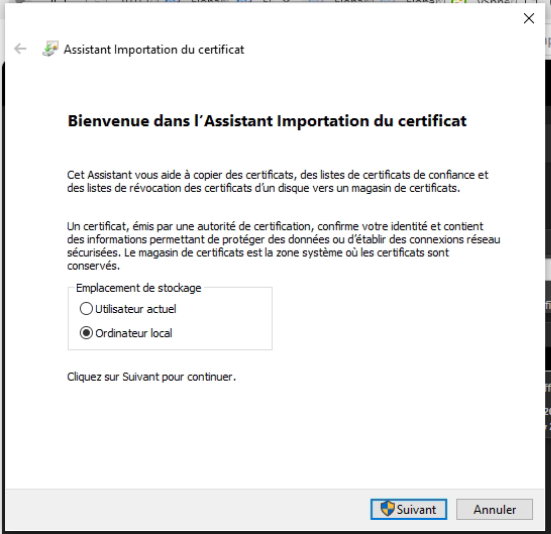 Assistant Importation du certificat
Bienvenue dans l'Assistant Importation du certificat
Cet Assistant vous aide à copier des certificats, des listes de certificats de confiance et
des listes de révocation des certificats d'un disque vers un magasin de certificats.
Un certificat, émis par une autorité de certification, confirme votre identité et contient
des informations permettant de protéger des données ou d'établir des connexions réseau
sécurisées. Le magasin de certificats est la zone système où les certificats sont
conservés.
Emplacement de stockage
Utilisateur actuel
Ordinateur local
Cliquez sur Suivant pour continuer.
Suivant
Annuler